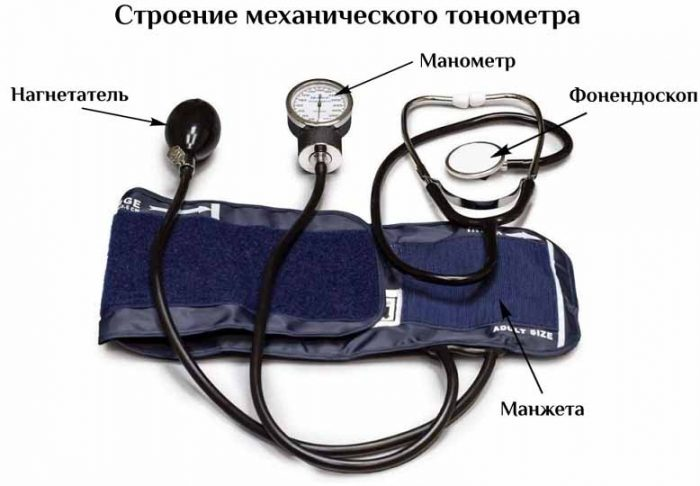 Строение механического тонометра
Манометр
Нагнетатель
Фонендоскоп
ADULT SIZE
Манжета